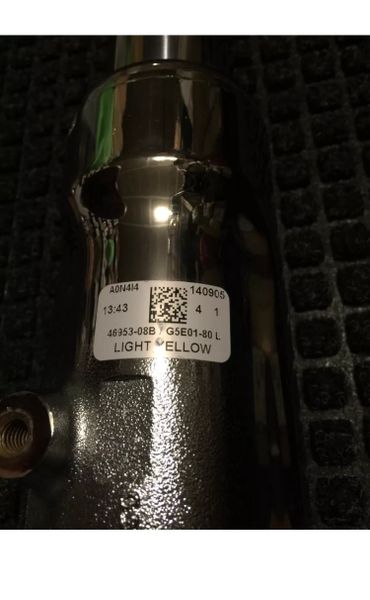 A0N4I4 140905
13:43 4 1
46953-08B / G5E01-80 L
LIGHT YELLOW